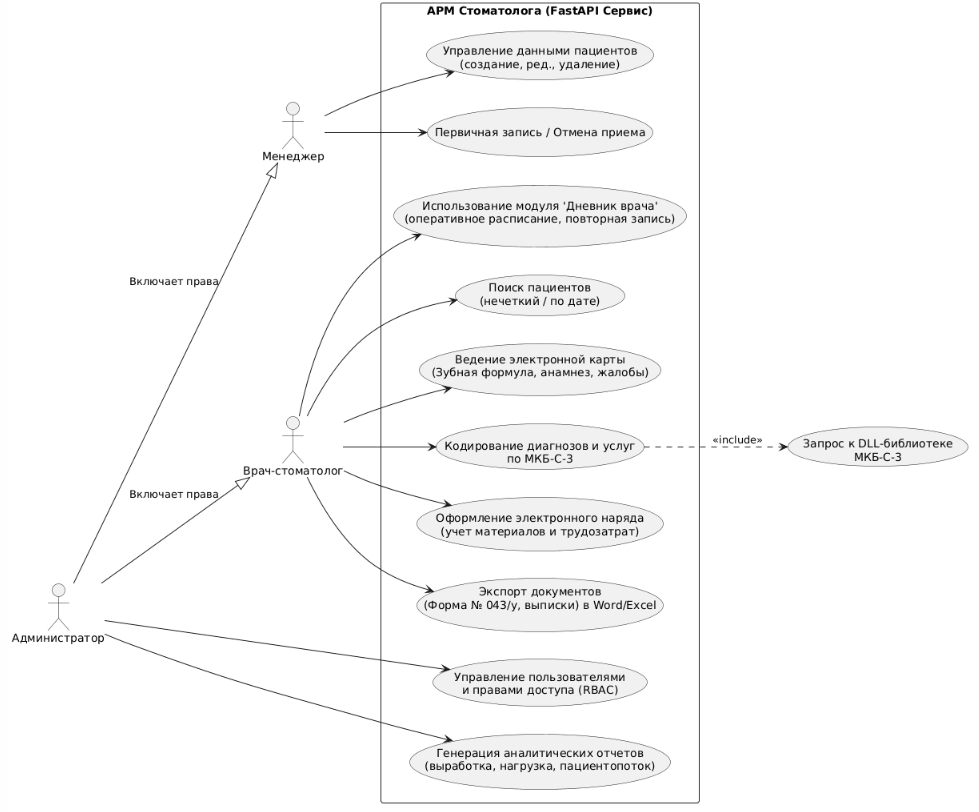 АРМ Стоматолога (FastAPI Сервис)
Управление данными пациентов
(создание, ред., удаление)
Менеджер
Первичная запись / Отмена приема
Использование модуля 'Дневник врача'
(оперативное расписание, повторная запись)
Включает права
Поиск пациентов
(нечеткий / по дате)
Ведение электронной карты
(Зубная формула, анамнез, жалобы)
Врач-стоматолог
Кодирование диагнозов и услуг
по МКБ-С-3
«include»
Запрос к DLL-библиотеке
МКБ-С-3
Включает права
Оформление электронного наряда
(учет материалов и трудозатрат)
Экспорт документов
(Форма № 043/у, выписки) в Word/Excel
Администратор
Управление пользователями
и правами доступа (RBAC)
Генерация аналитических отчетов
(выработка, нагрузка, пациентопоток)